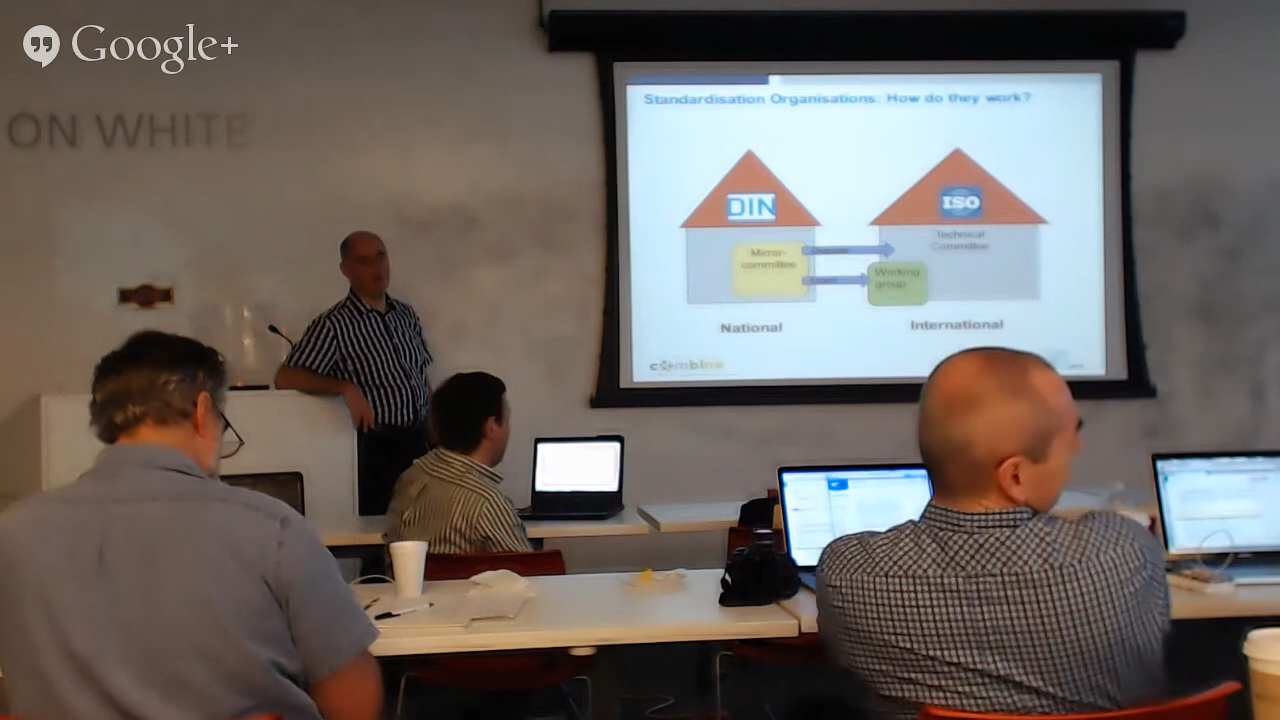 Google+
ON WHITE
Standardisation Organisations: How do they work?
DIN
ISO
Technical
Committee
Mirror-
committee
Working
group
National
International
combine